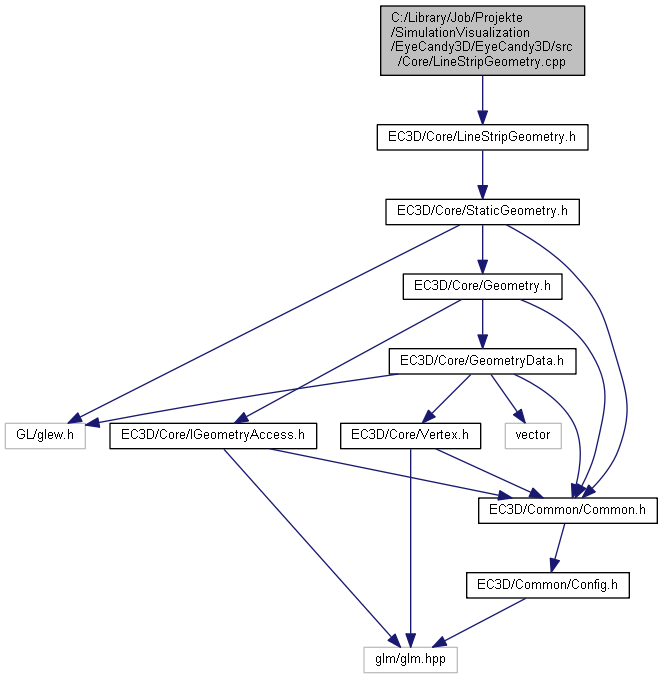 C:/Library/Job/Projekte
/SimulationVisualization
/EyeCandy3D/EyeCandy3D/src
/Core/LineStripGeometry.cpp
EC3D/Core/LineStripGeometry.h
EC3D/Core/StaticGeometry.h
EC3D/Core/Geometry.h
EC3D/Core/GeometryData.h
GL/glew.h
EC3D/Core/IGeometryAccess.h
EC3D/Core/Vertex.h
vector
EC3D/Common/Common.h
EC3D/Common/Config.h
glm/glm.hpp